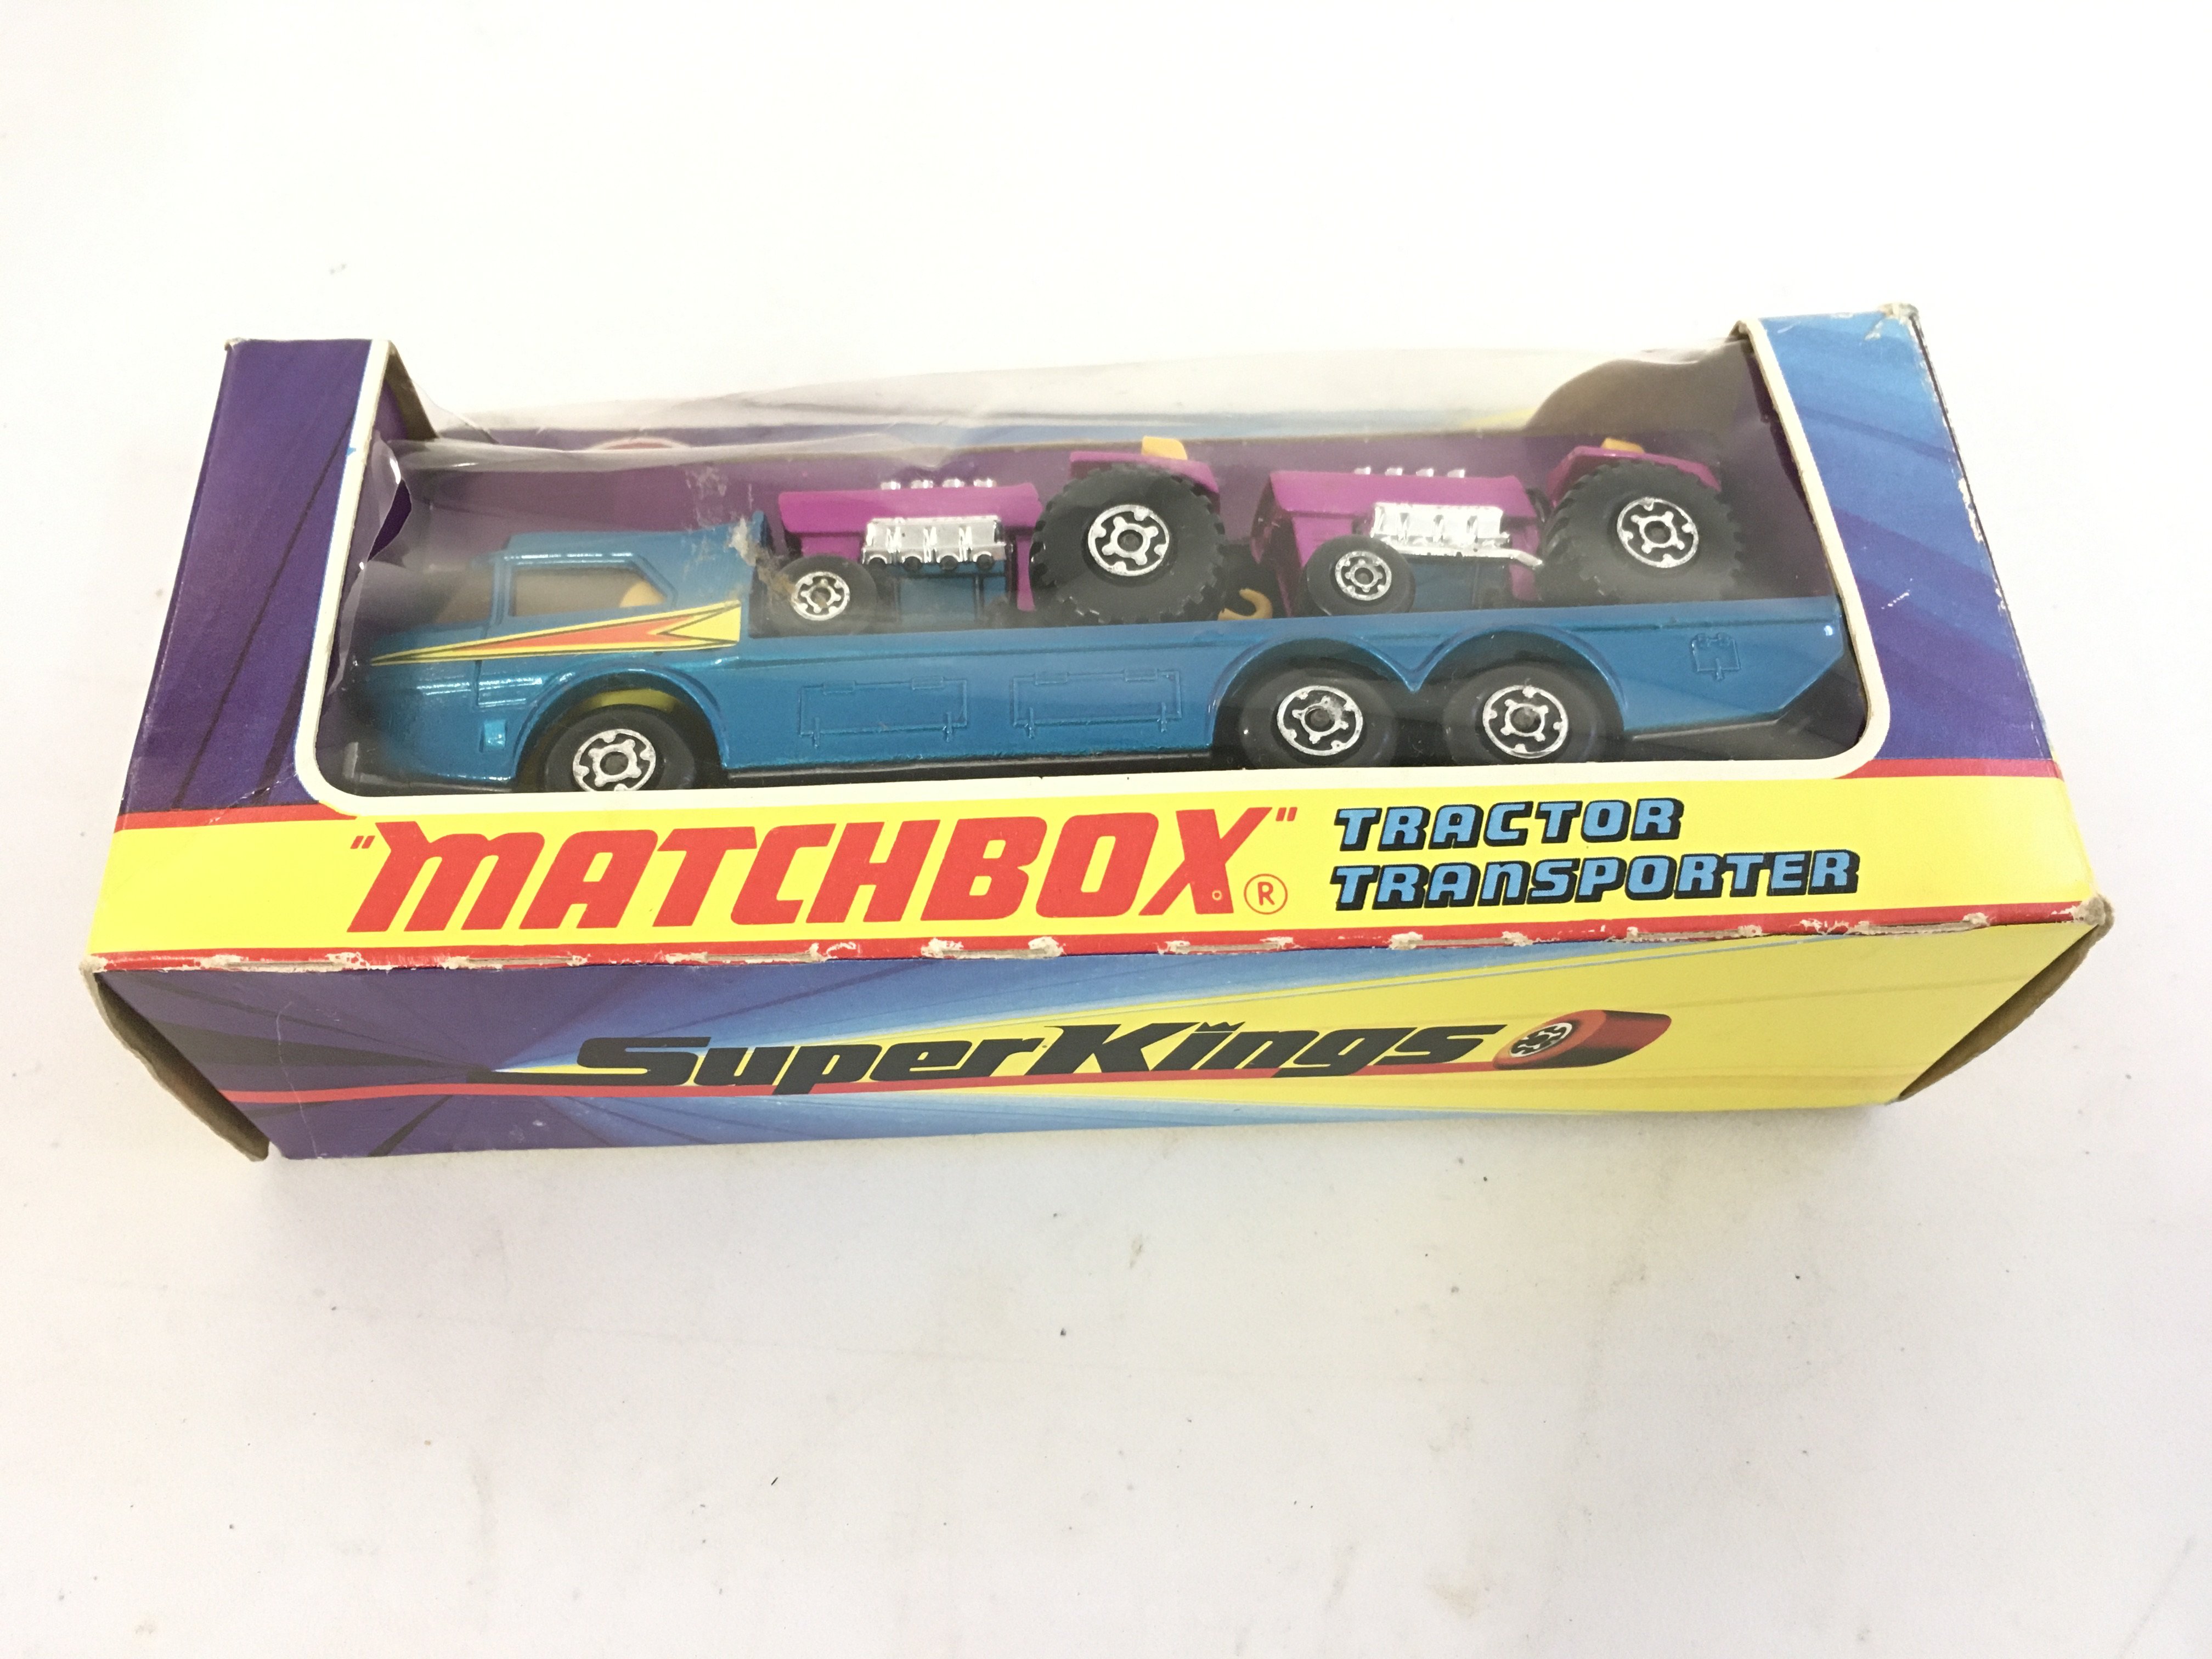 "MATCHBOX"®
TRACTOR
TRANSPORTER
SuperKings